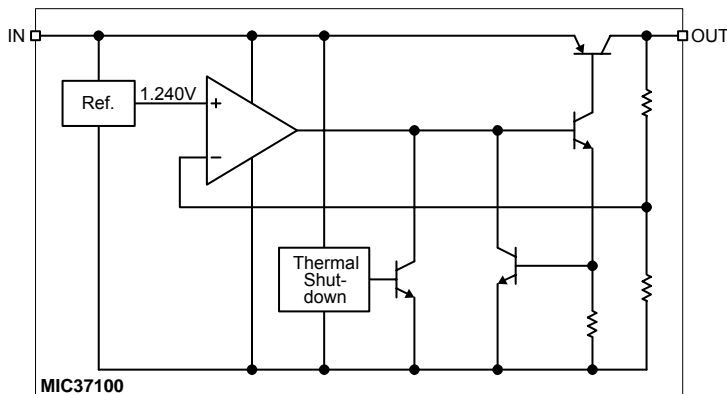 IN
OUT
Ref.
1.240V
+
−
Thermal
Shut-
down
MIC37100